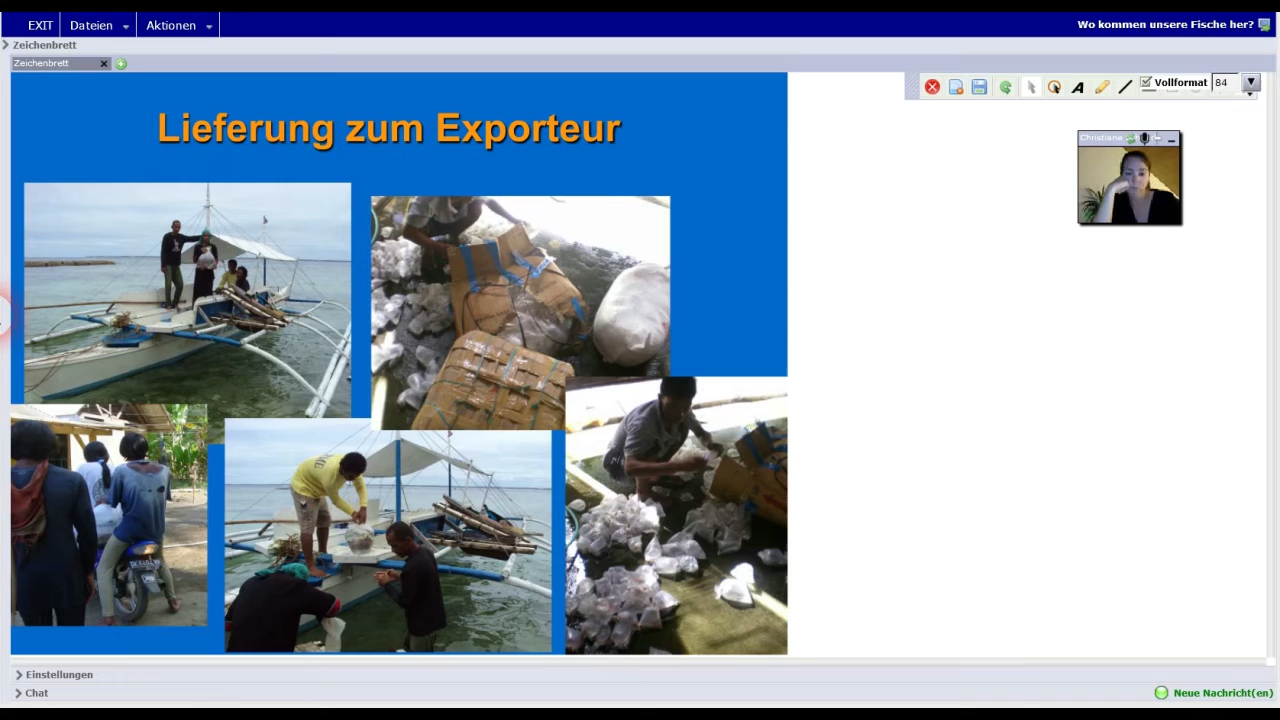 EXIT Dateien Aktionen Wo kommen unsere Fische her?
Zeichenbrett
Zeichenbrett
Vollformat 84
Christiane
Lieferung zum Exporteur
Einstellungen
Chat
Neue Nachricht(en)